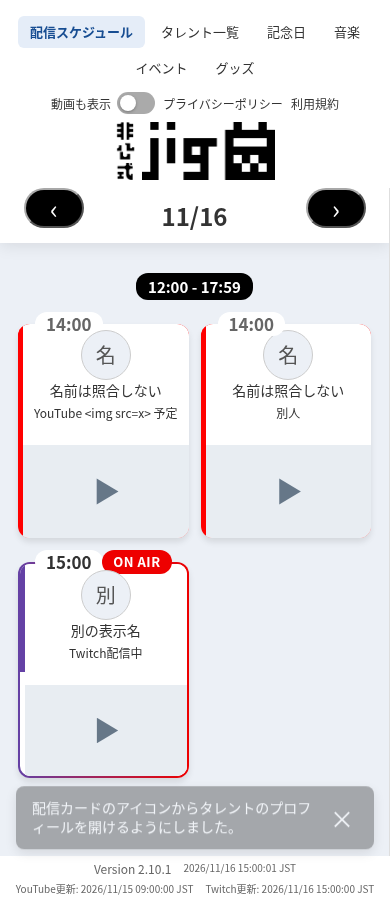 配信スケジュール タレント一覧 記念日 音楽
イベント グッズ
動画も表示 プライバシーポリシー 利用規約
非公式 jig
‹ 11/16 ›
12:00 - 17:59
14:00 14:00
名 名
名前は照合しない 名前は照合しない
YouTube <img src=x> 予定 別人
15:00 ON AIR
別
別の表示名
Twitch配信中
配信カードのアイコンからタレントのプロフ
ィールを開けるようにしました。
Version 2.10.1 2026/11/16 15:00:01 JST
YouTube更新: 2026/11/15 09:00:00 JST Twitch更新: 2026/11/16 15:00:00 JST